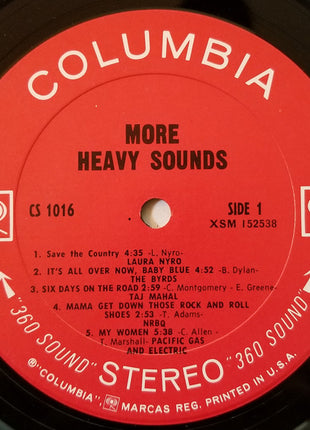 COLUMBIA
MORE
HEAVY SOUNDS
CS 1016
SIDE 1
XSM 152538
1. Save the Country 4:35 -L. Nyro-
LAURA NYRO
2. IT'S ALL OVER NOW, BABY BLUE 4:52 -B. Dylan-
THE BYRDS
3. SIX DAYS ON THE ROAD 2:59 -C. Montgomery - E. Greene-
TAJ MAHAL
4. MAMA GET DOWN THOSE ROCK AND ROLL
SHOES 2:53 -T. Adams-
NRBQ
5. MY WOMEN 5:38 -C. Allen -
T. Marshall- PACIFIC GAS
AND ELECTRIC
"360 SOUND" STEREO "360 SOUND"
® "COLUMBIA", MARCAS REG. PRINTED IN U.S.A.